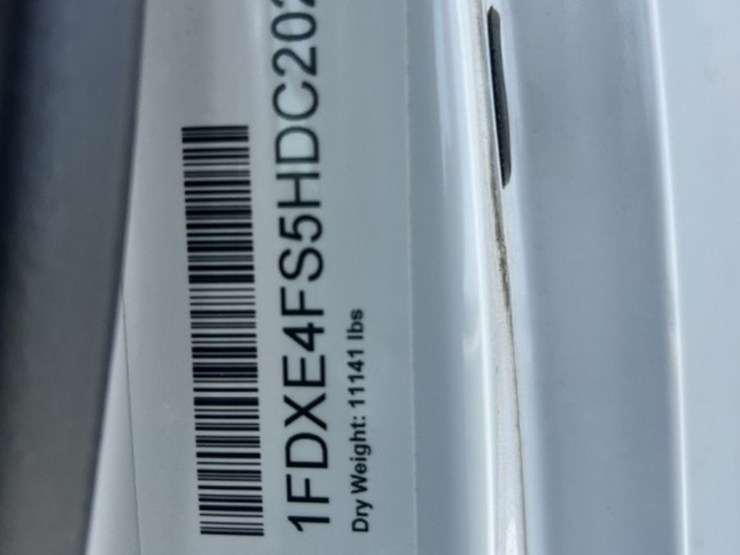 1FDXE4FS5HDC202
Dry Weight: 11141 lbs